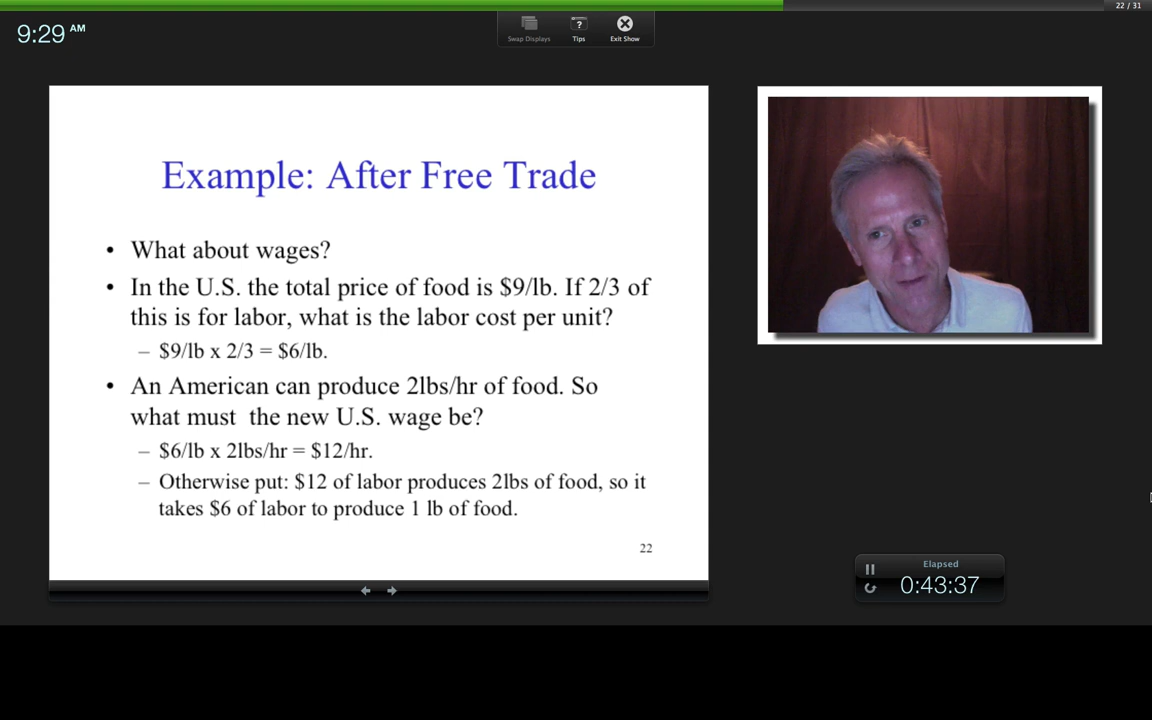 22 / 31
9:29 AM
?
Swap Displays
Tips
Exit Show
Example: After Free Trade
• What about wages?
• In the U.S. the total price of food is $9/lb. If 2/3 of
this is for labor, what is the labor cost per unit?
– $9/lb x 2/3 = $6/lb.
• An American can produce 2lbs/hr of food. So
what must  the new U.S. wage be?
– $6/lb x 2lbs/hr = $12/hr.
– Otherwise put: $12 of labor produces 2lbs of food, so it
takes $6 of labor to produce 1 lb of food.
22
Elapsed
0:43:37